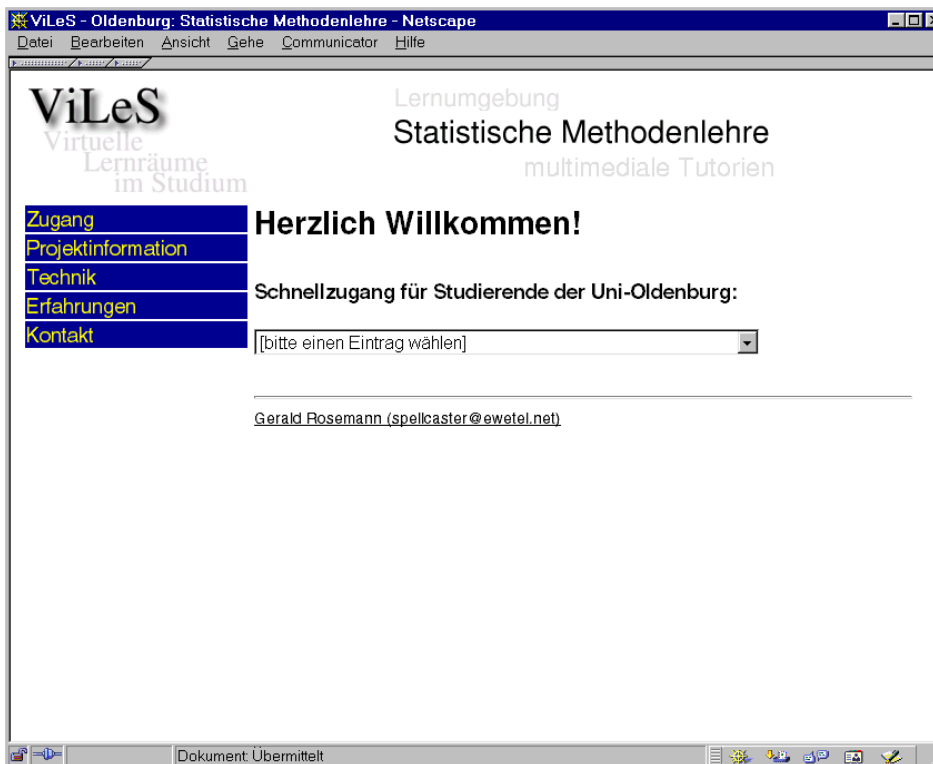 ViLeS - Oldenburg: Statistische Methodenlehre - Netscape
Datei Bearbeiten Ansicht Gehe Communicator Hilfe
ViLeS
Virtuelle
Lernräume
im Studium
Lernumgebung
Statistische Methodenlehre
multimediale Tutorien
Zugang
Projektinformation
Technik
Erfahrungen
Kontakt
Herzlich Willkommen!
Schnellzugang für Studierende der Uni-Oldenburg:
[bitte einen Eintrag wählen]
Gerald Rosemann (spellcaster@ewetel.net)
Dokument: Übermittelt